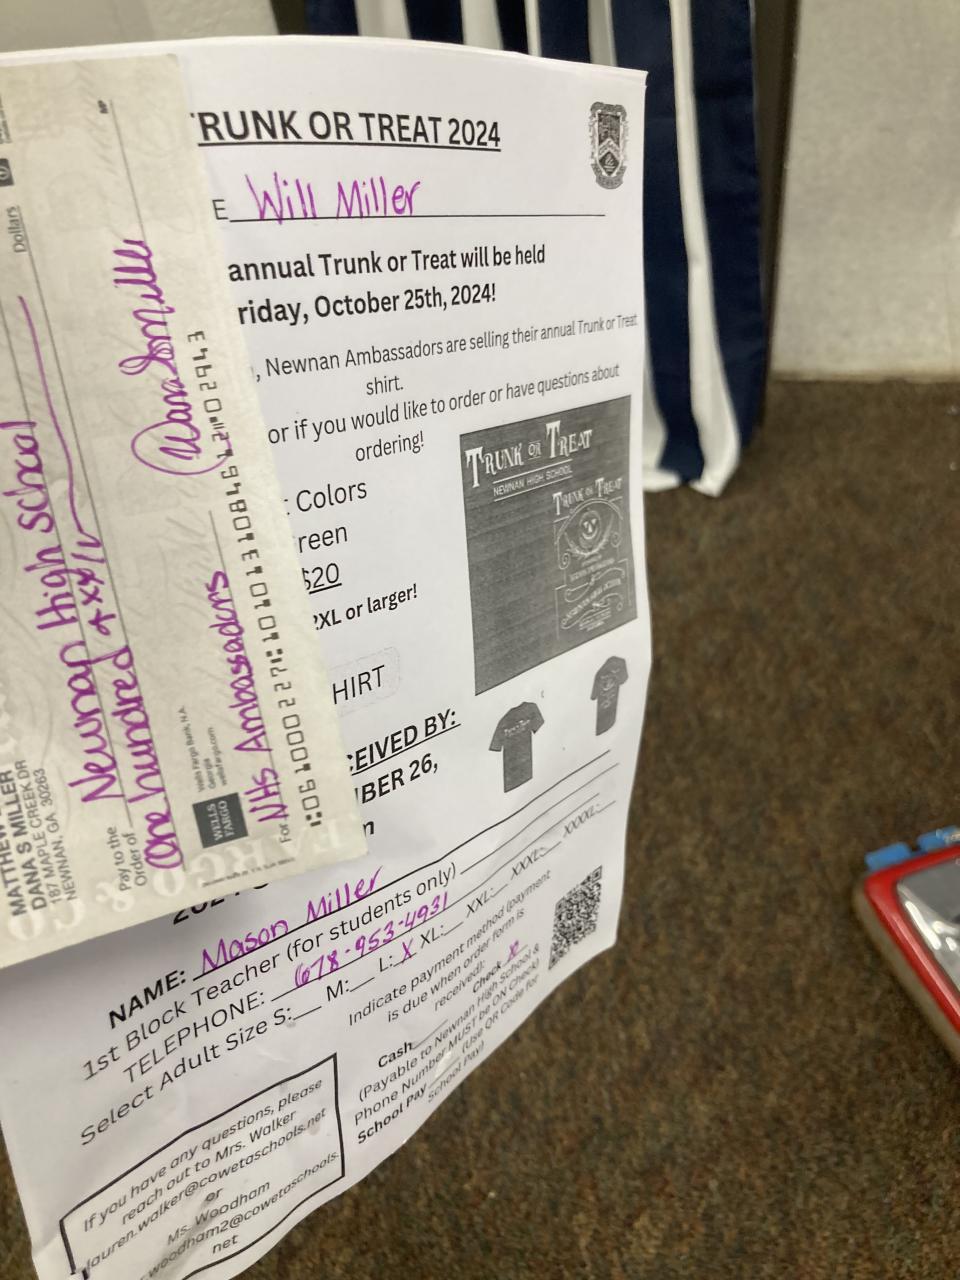 TRUNK OR TREAT 2024
E Will Miller
annual Trunk or Treat will be held
riday, October 25th, 2024!
, Newnan Ambassadors are selling their annual Trunk or Treat
shirt.
or if you would like to order or have questions about
ordering!
Colors
reen
$20
2XL or larger!
HIRT
CEIVED BY:
BER 26,
TRUNK OR TREAT
NEWNAN HIGH SCHOOL
TRUNK OR TREAT
NAME: Mason Miller
1st Block Teacher (for students only)
TELEPHONE: 678-953-4931
Select Adult Size S: M: L: X XL: XXL: XXXL: XXXXL:
Indicate payment method (payment
is due when order form is
received):
Cash Check X
(Payable to Newnan High School &
Phone Number MUST be ON Check)
School Pay (Use QR Code for
School Pay)
If you have any questions, please
reach out to Mrs. Walker
lauren.walker@cowetaschools.net
or
Ms. Woodham
woodham2@cowetaschools.
net
DANA S MILLER
187 MAPLE CREEK DR
NEWNAN, GA 30263
Pay to the
Order of Newnan High School
One hundred + xx/ Dollars
WELLS
FARGO
Wells Fargo Bank, N.A.
Georgia
wellsfargo.com
For NHS Ambassadors Dana S Miller